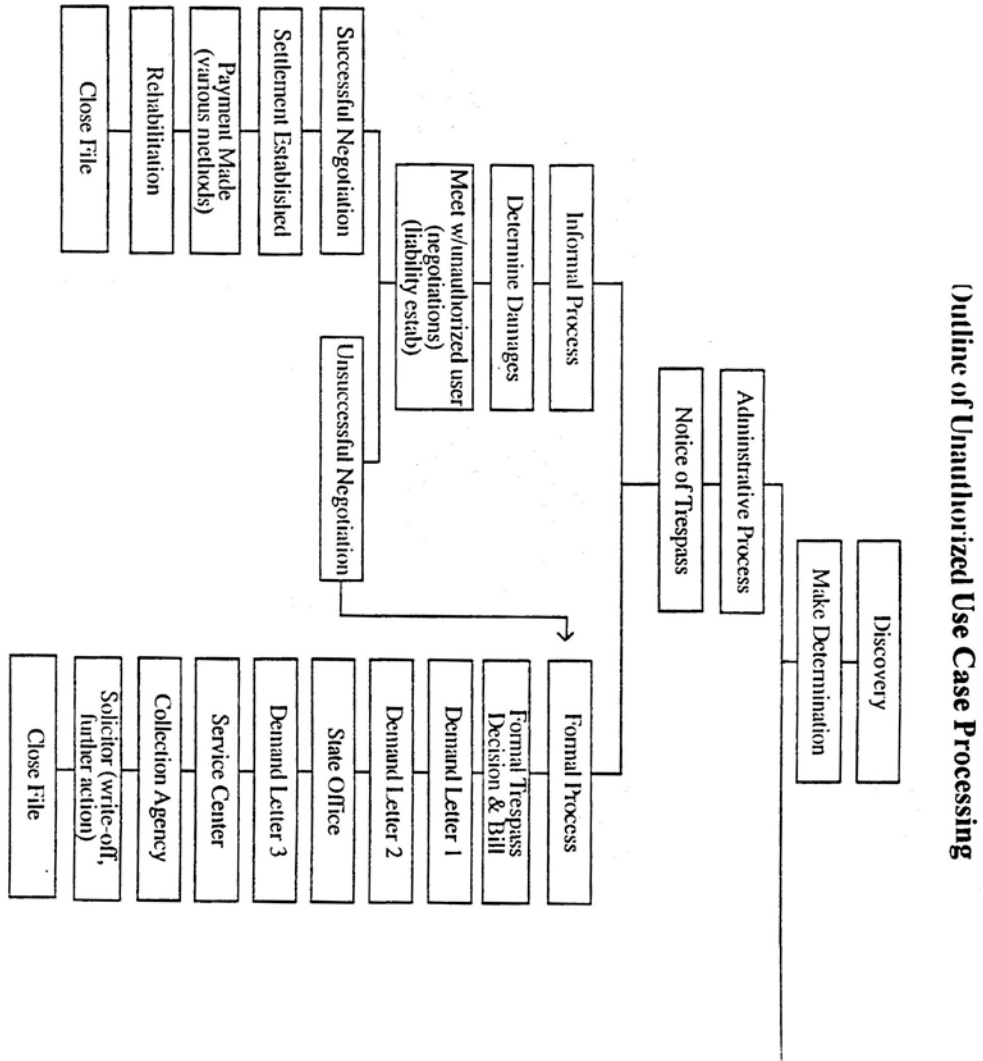 Outline of Unauthorized Use Case Processing
Discovery
Make Determination
Adminstrative Process
Notice of Trespass
Informal Process
Determine Damages
Meet w/unauthorized user
(negotiations)
(liability estab)
Successful Negotiation
Settlement Established
Payment Made
(various methods)
Rehabilitation
Close File
Unsuccessful Negotiation
Formal Process
Formal Trespass
Decision & Bill
Demand Letter 1
Demand Letter 2
State Office
Demand Letter 3
Service Center
Collection Agency
Solicitor (write-off,
further action)
Close File